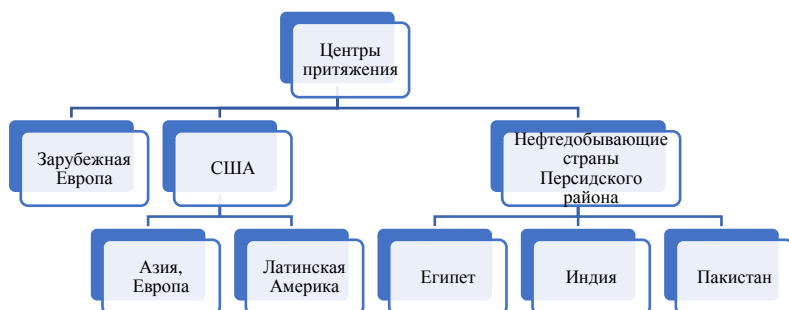 Центры
притяжения
Зарубежная
Европа
США
Нефтедобывающие
страны
Персидского
района
Азия,
Европа
Латинская
Америка
Египет
Индия
Пакистан